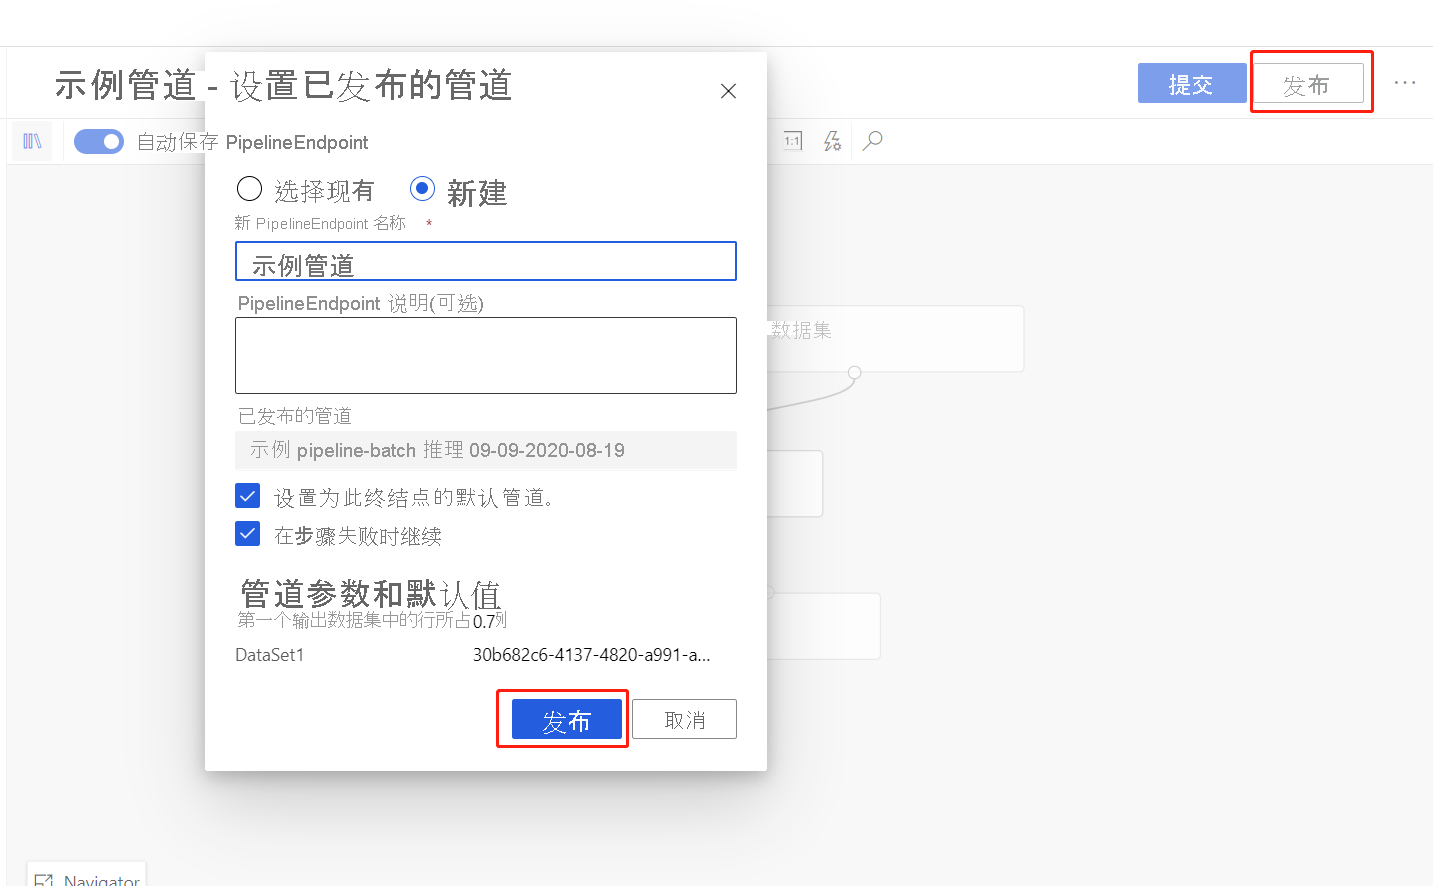 示例管道 - 设置已发布的管道
提交
发布
···
自动保存
PipelineEndpoint
1:1
选择现有
新建
新 PipelineEndpoint 名称 *
示例管道
PipelineEndpoint 说明(可选)
数据集
已发布的管道
示例 pipeline-batch 推理 09-09-2020-08-19
设置为此终结点的默认管道。
在步骤失败时继续
管道参数和默认值
第一个输出数据集中的行所占0.7列
DataSet1 30b682c6-4137-4820-a991-a...
发布
取消
Navigator